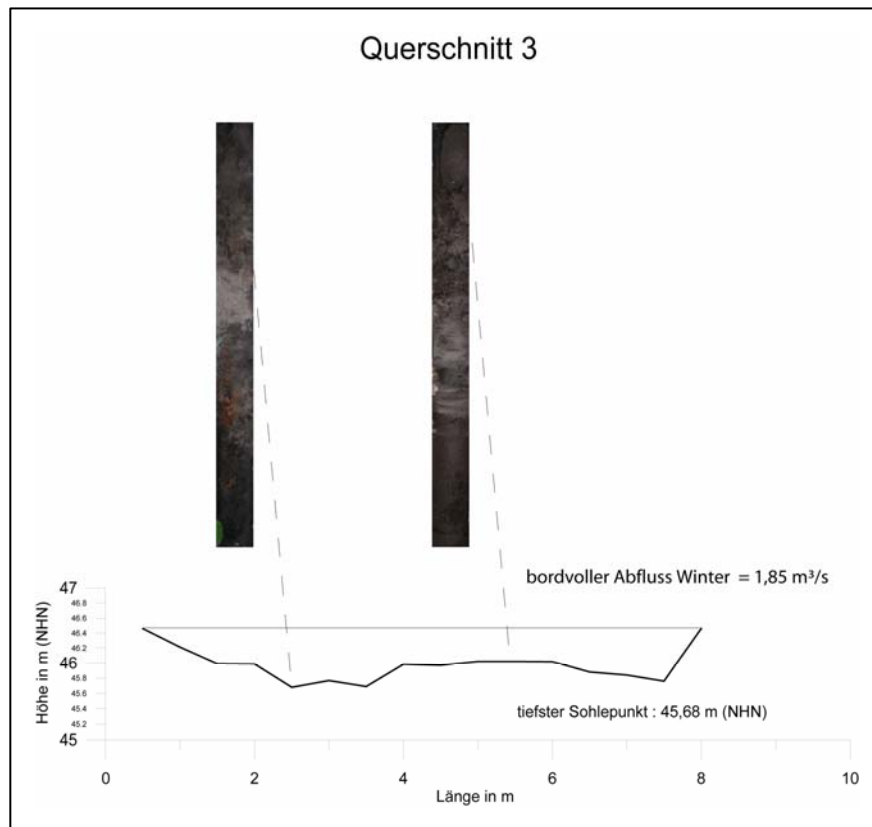 Querschnitt 3
bordvoller Abfluss Winter = 1,85 m³/s
47
46.8
46.6
46.4
46.2
46
45.8
45.6
45.4
45.2
45
Höhe in m (NHN)
tiefster Sohlepunkt : 45,68 m (NHN)
0 2 4 6 8 10
Länge in m